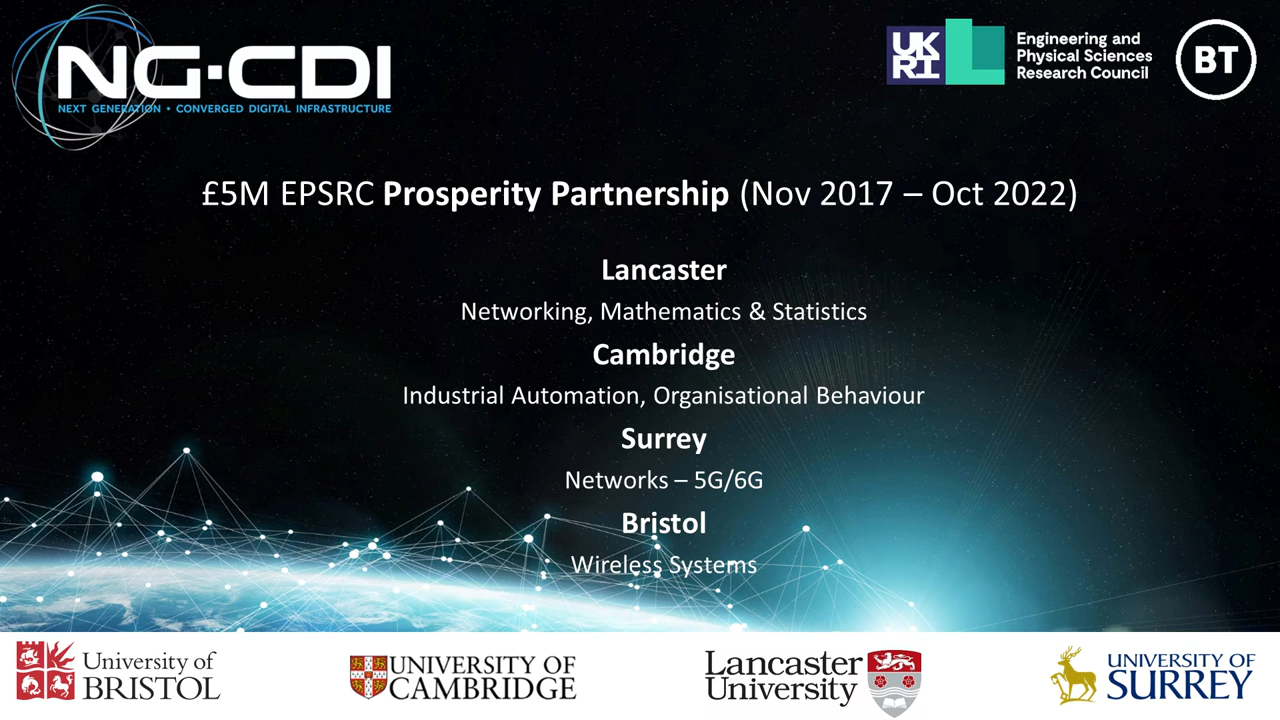 NG·CDI
NEXT GENERATION • CONVERGED DIGITAL INFRASTRUCTURE
UK
RI
Engineering and
Physical Sciences
Research Council
BT
£5M EPSRC Prosperity Partnership (Nov 2017 – Oct 2022)
Lancaster
Networking, Mathematics & Statistics
Cambridge
Industrial Automation, Organisational Behaviour
Surrey
Networks – 5G/6G
Bristol
Wireless Systems
University of
BRISTOL
UNIVERSITY OF
CAMBRIDGE
Lancaster
University
UNIVERSITY OF
SURREY